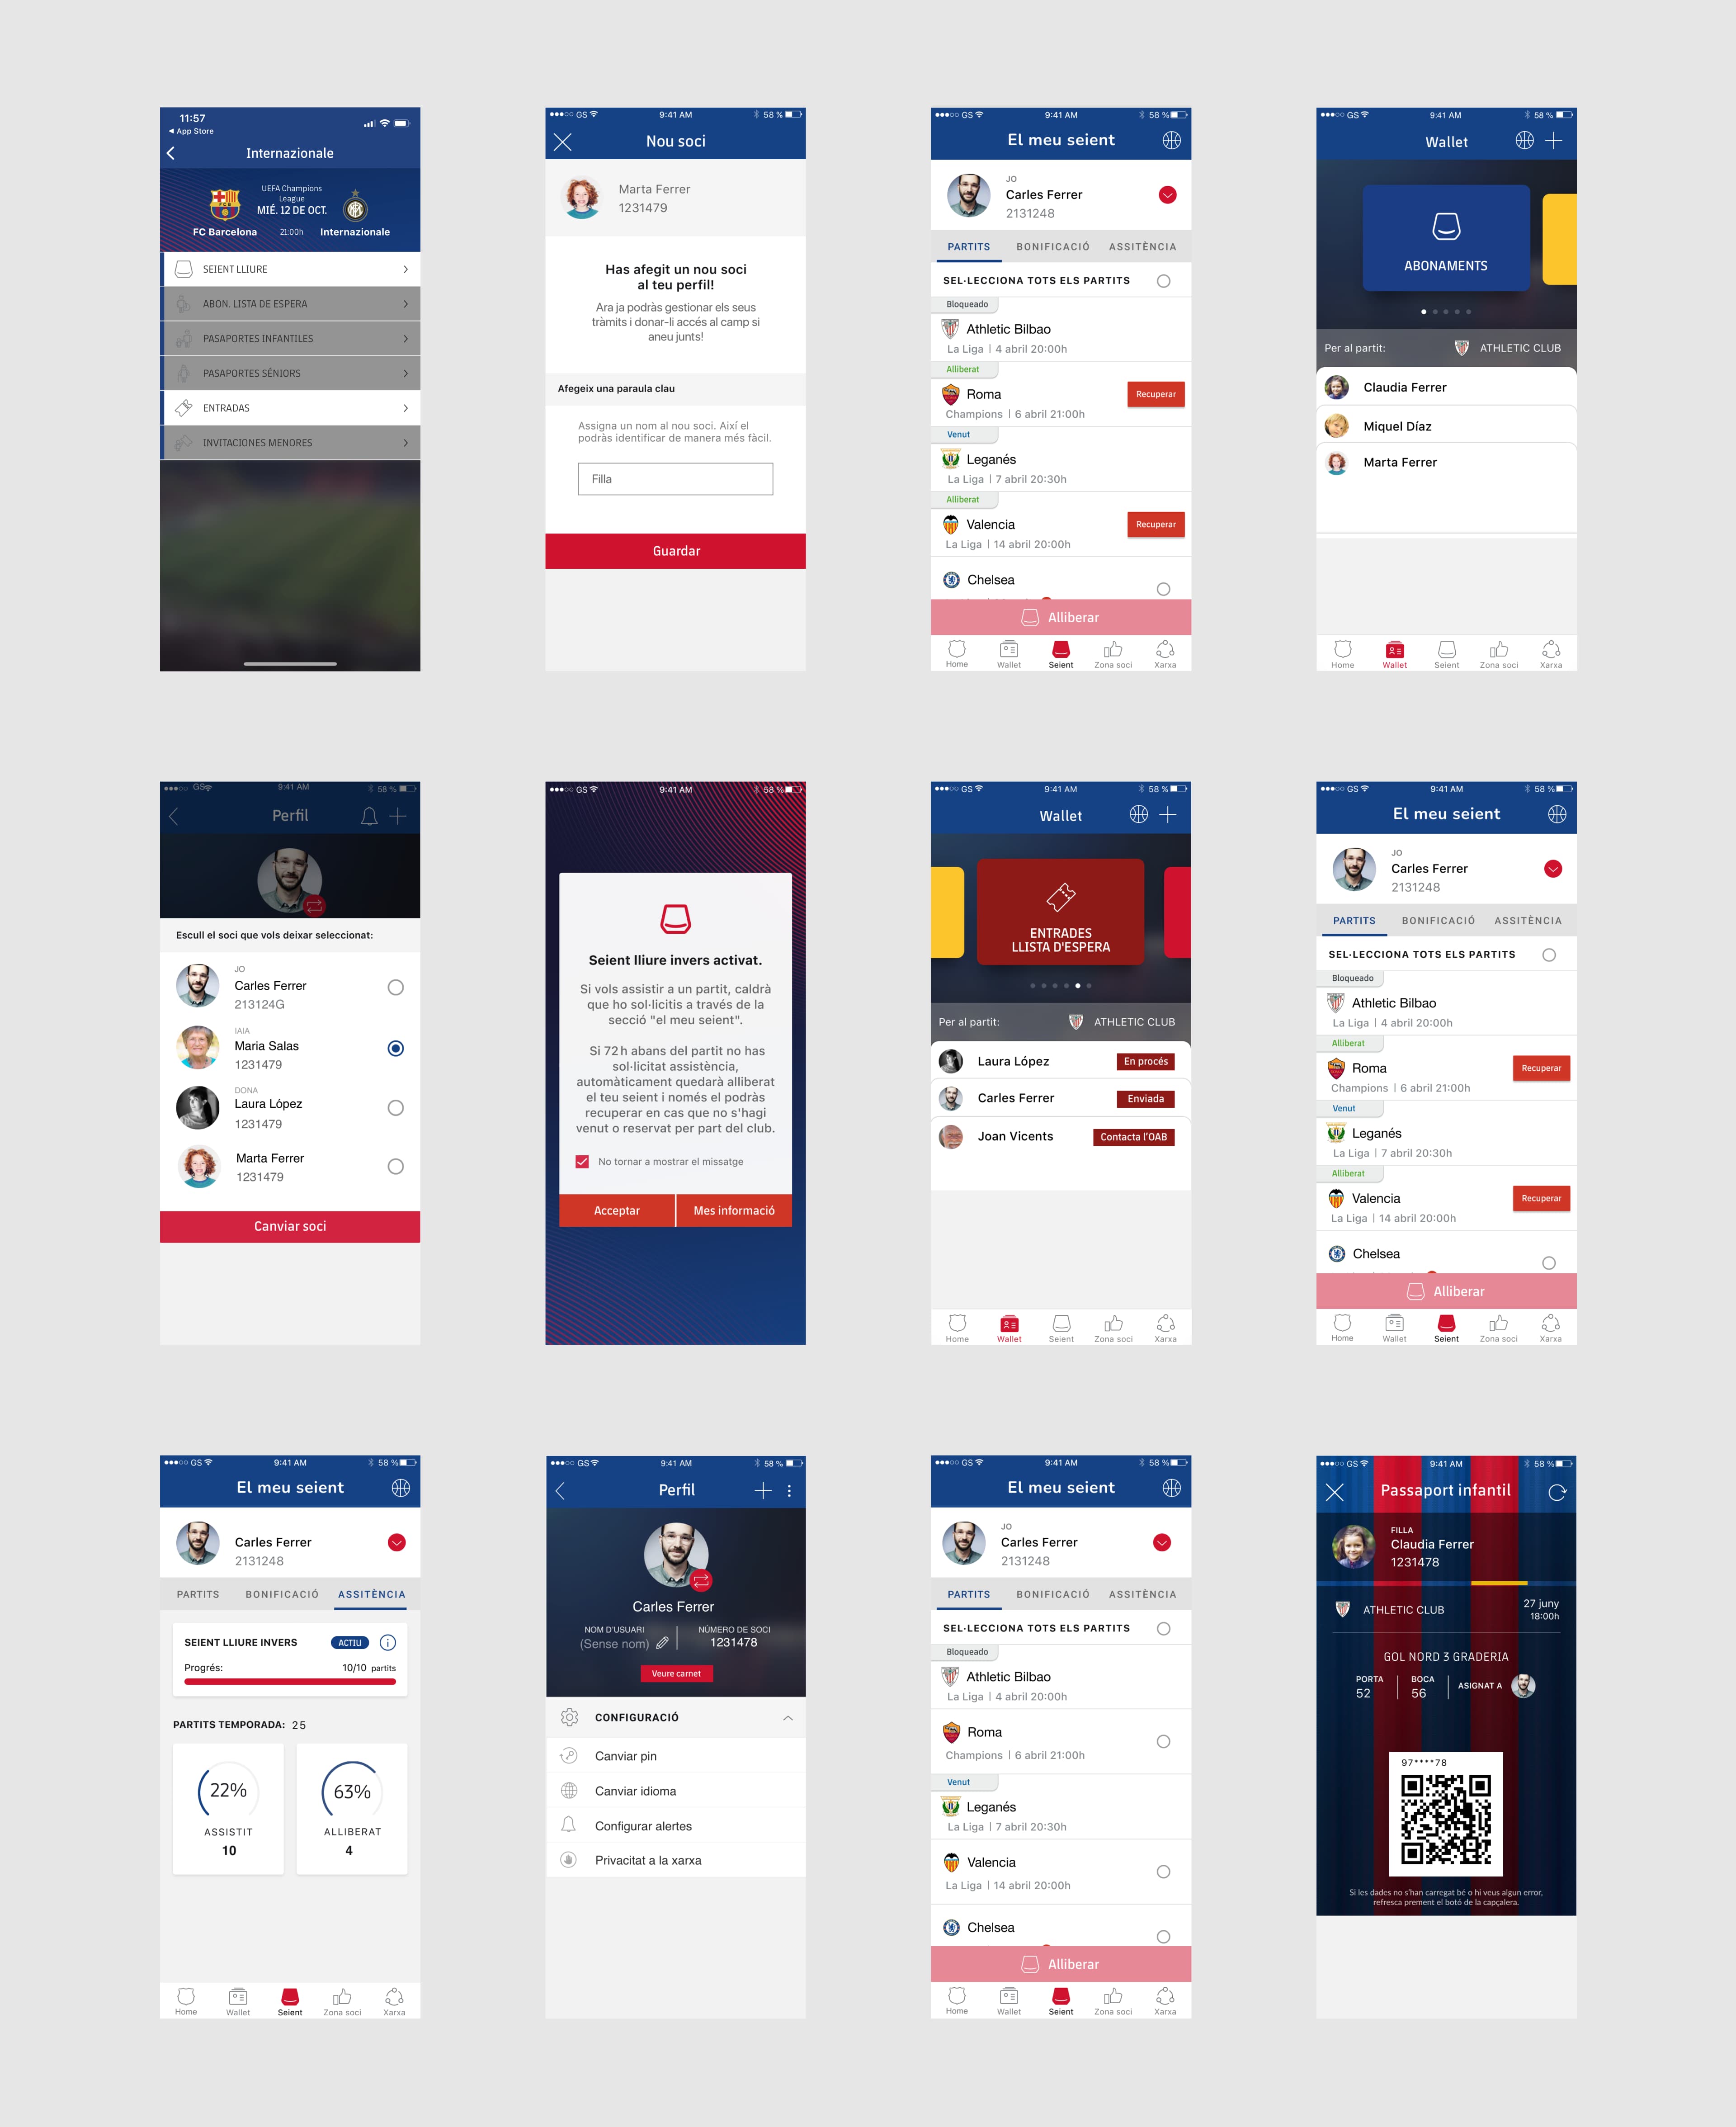 11:57
App Store
Internazionale
UEFA Champions
League
MIÉ. 12 DE OCT.
FC Barcelona
21:00h
Internazionale
SEIENT LLIURE
ABON. LISTA DE ESPERA
PASAPORTES INFANTILES
PASAPORTES SÉNIORS
ENTRADAS
INVITACIONES MENORES
GS 9:41 AM 58 %
Nou soci
Marta Ferrer
1231479
Has afegit un nou soci
al teu perfil!
Ara ja podràs gestionar els seus
tràmits i donar-li accés al camp si
aneu junts!
Afegeix una paraula clau
Assigna un nom al nou soci. Així el
podràs identificar de manera més fàcil.
Filla
Guardar
GS 9:41 AM 58 %
El meu seient
JO
Carles Ferrer
2131248
PARTITS BONIFICACIÓ ASSITÈNCIA
SEL·LECCIONA TOTS ELS PARTITS
Bloqueado
Athletic Bilbao
La Liga | 4 abril 20:00h
Alliberat
Roma
Recuperar
Champions | 6 abril 21:00h
Venut
Leganés
La Liga | 7 abril 20:30h
Alliberat
Valencia
Recuperar
La Liga | 14 abril 20:00h
Chelsea
Alliberar
Home Wallet Seient Zona soci Xarxa
GS 9:41 AM 58 %
Wallet
ABONAMENTS
Per al partit: ATHLETIC CLUB
Claudia Ferrer
Miquel Díaz
Marta Ferrer
Home Wallet Seient Zona soci Xarxa
GS 9:41 AM 58 %
Perfil
Escull el soci que vols deixar seleccionat:
JO
Carles Ferrer
213124G
IAIA
Maria Salas
1231479
DONA
Laura López
1231479
Marta Ferrer
1231479
Canviar soci
GS 9:41 AM 58 %
Seient lliure invers activat.
Si vols assistir a un partit, caldrà
que ho sol·licitis a través de la
secció "el meu seient".
Si 72 h abans del partit no has
sol·licitat assistència,
automàticament quedarà alliberat
el teu seient i només el podràs
recuperar en cas que no s'hagi
venut o reservat per part del club.
No tornar a mostrar el missatge
Acceptar Mes informació
GS 9:41 AM 58 %
Wallet
ENTRADES
LLISTA D'ESPERA
Per al partit: ATHLETIC CLUB
Laura López En procés
Carles Ferrer Enviada
Joan Vicents Contacta l'OAB
Home Wallet Seient Zona soci Xarxa
GS 9:41 AM 58 %
El meu seient
JO
Carles Ferrer
2131248
PARTITS BONIFICACIÓ ASSITÈNCIA
SEL·LECCIONA TOTS ELS PARTITS
Bloqueado
Athletic Bilbao
La Liga | 4 abril 20:00h
Alliberat
Roma
Recuperar
Champions | 6 abril 21:00h
Venut
Leganés
La Liga | 7 abril 20:30h
Alliberat
Valencia
Recuperar
La Liga | 14 abril 20:00h
Chelsea
Alliberar
Home Wallet Seient Zona soci Xarxa
GS 9:41 AM 58 %
El meu seient
Carles Ferrer
2131248
PARTITS BONIFICACIÓ ASSITÈNCIA
SEIENT LLIURE INVERS ACTIU i
Progrés: 10/10 partits
PARTITS TEMPORADA: 25
22% 63%
ASSISTIT ALLIBERAT
10 4
Home Wallet Seient Zona soci Xarxa
GS 9:41 AM 58 %
Perfil
Carles Ferrer
NOM D'USUARI NÚMERO DE SOCI
(Sense nom) 1231478
Veure carnet
CONFIGURACIÓ
Canviar pin
Canviar idioma
Configurar alertes
Privacitat a la xarxa
GS 9:41 AM 58 %
El meu seient
JO
Carles Ferrer
2131248
PARTITS BONIFICACIÓ ASSITÈNCIA
SEL·LECCIONA TOTS ELS PARTITS
Bloqueado
Athletic Bilbao
La Liga | 4 abril 20:00h
Roma
Champions | 6 abril 21:00h
Venut
Leganés
La Liga | 7 abril 20:30h
Valencia
La Liga | 14 abril 20:00h
Chelsea
Alliberar
Home Wallet Seient Zona soci Xarxa
GS 9:41 AM 58 %
Passaport infantil
FILLA
Claudia Ferrer
1231478
ATHLETIC CLUB 27 juny
18:00h
GOL NORD 3 GRADERIA
PORTA BOCA ASIGNAT A
52 56
97****78
Si les dades no s'han carregat bé o hi veus algun error,
refresca prement el botó de la capçalera.